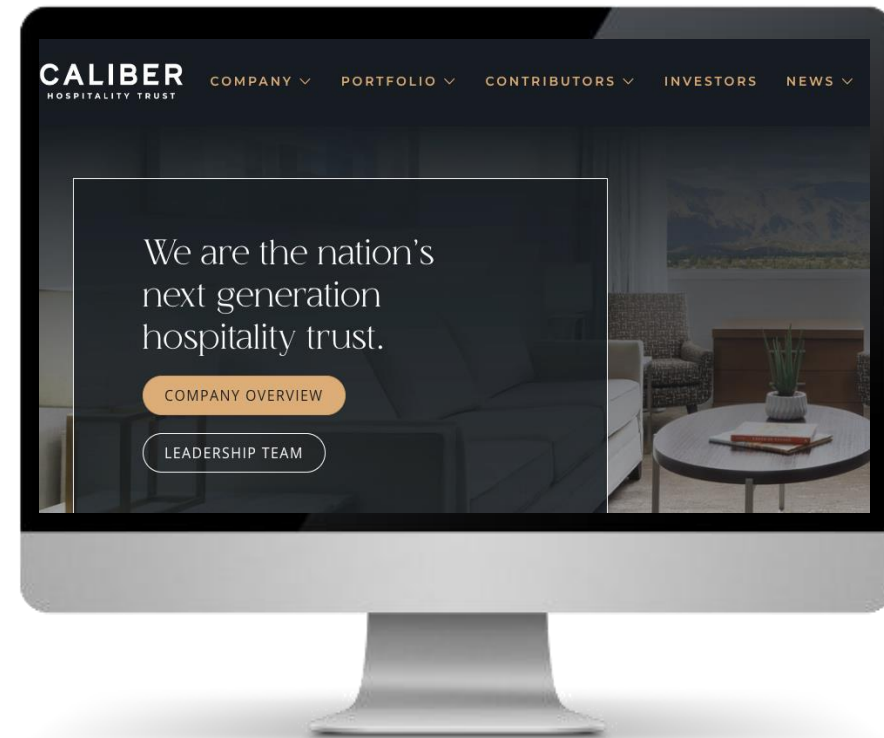 CALIBER
HOSPITALITY TRUST
COMPANY
PORTFOLIO
CONTRIBUTORS
INVESTORS
NEWS
We are the nation's
next generation
hospitality trust.
COMPANY OVERVIEW
LEADERSHIP TEAM